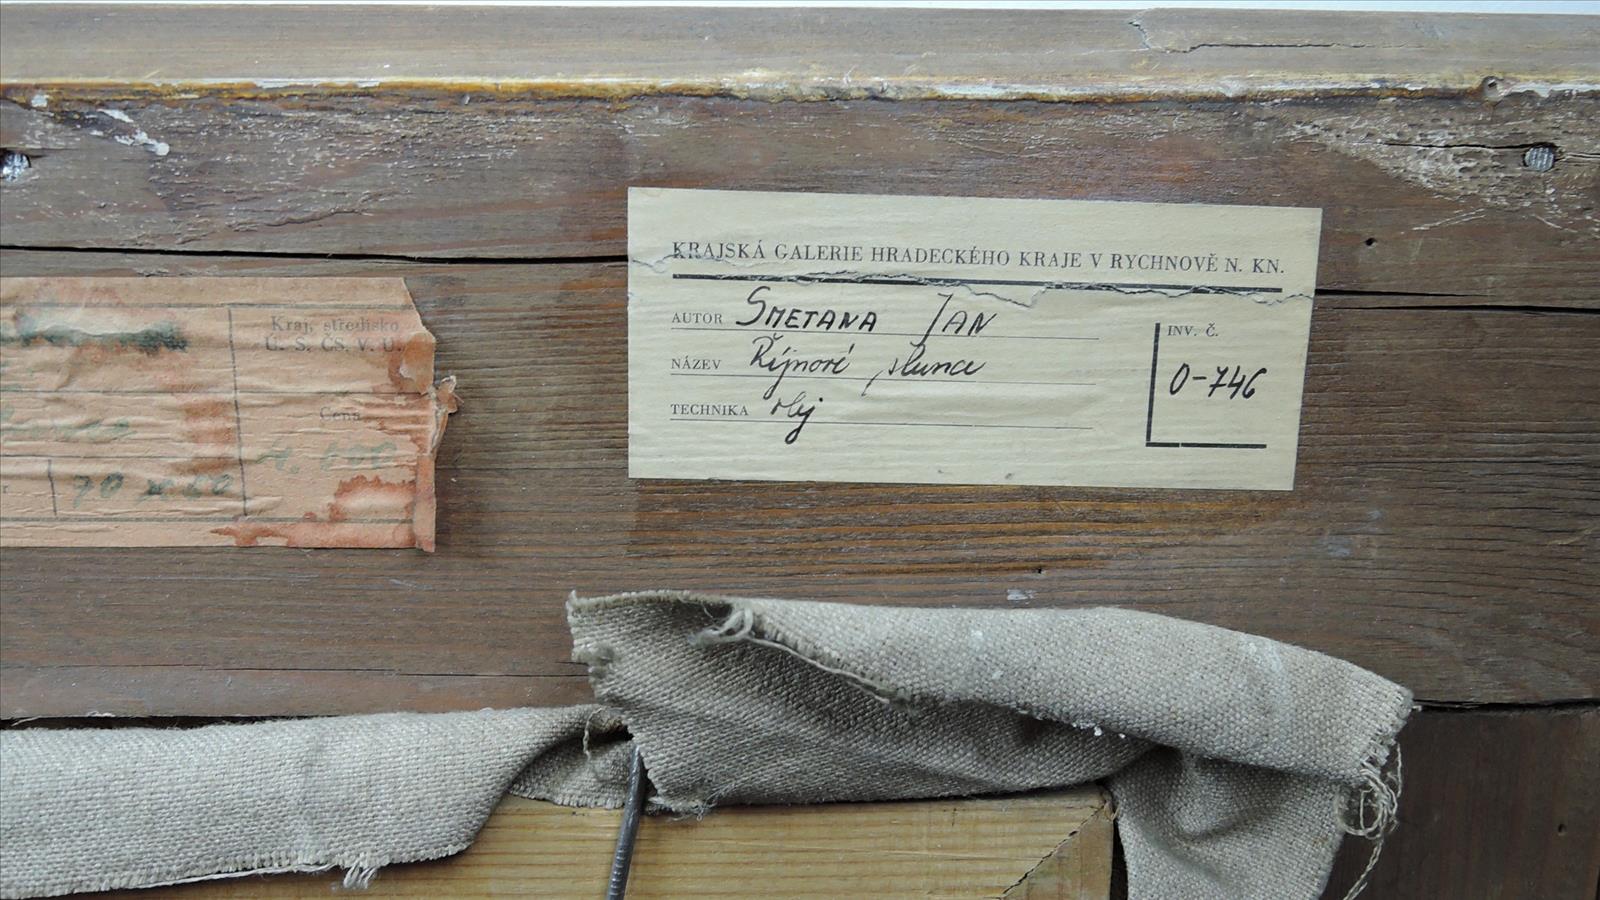 KRAJSKÁ GALERIE HRADECKÉHO KRAJE V RYCHNOVĚ N. KN.
AUTOR SMETANA JAN
NÁZEV Říjnové slunce
TECHNIKA olej
INV. Č.
O-746
Kraj. středisko
Ú. S. ČS. V. U.
Cena
70 x